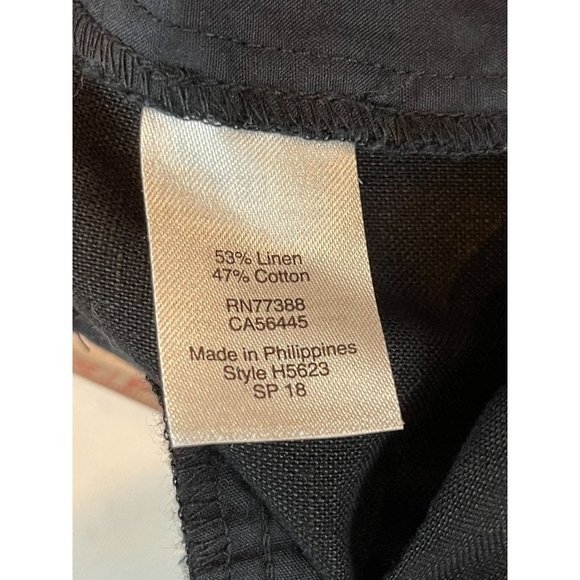 53% Linen
47% Cotton
RN77388
CA56445
Made in Philippines
Style H5623
SP 18